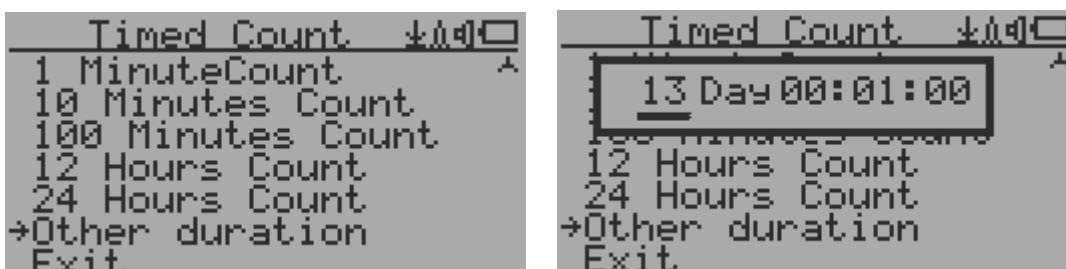 Timed Count
1 MinuteCount
10 Minutes Count
100 Minutes Count
12 Hours Count
24 Hours Count
→Other duration
Exit
Timed Count
13 Day 00:01:00
12 Hours Count
24 Hours Count
→Other duration
Exit